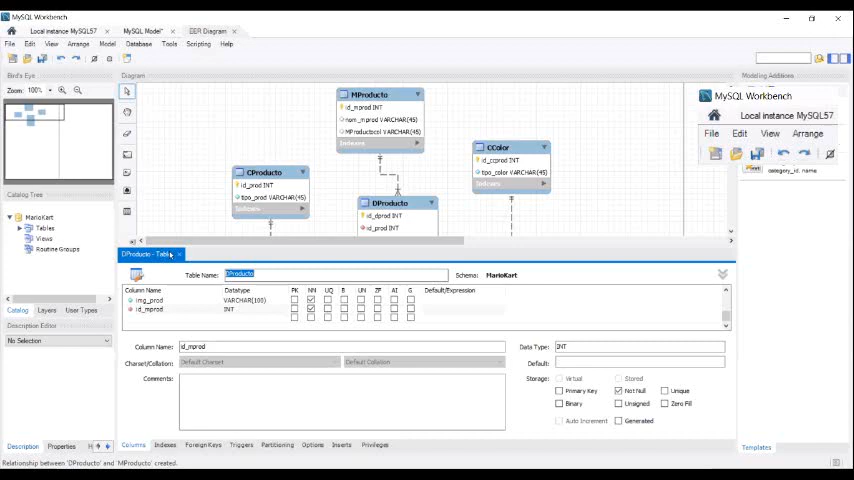 MySQL Workbench
Local instance MySQL57 ×
MySQL Model* ×
EER Diagram ×
File Edit View Arrange Model Database Tools Scripting Help
Bird's Eye
Zoom: 100%
Diagram
Modeling Additions
MProducto
id_mprod INT
nom_mprod VARCHAR(45)
MProductocol VARCHAR(45)
Indexes
CColor
id_ccprod INT
tipo_color VARCHAR(45)
Indexes
CProducto
id_prod INT
tipo_prod VARCHAR(45)
Indexes
DProducto
id_dprod INT
id_prod INT
MySQL Workbench
Local instance MySQL57
File Edit View Arrange
category_id, name
Catalog Tree
MarioKart
Tables
Views
Routine Groups
Catalog Layers User Types
Description Editor
No Selection
Description Properties H
DProducto - Table ×
Table Name: DProducto
Schema: MarioKart
Column Name Datatype PK NN UQ B UN ZF AI G Default/Expression
img_prod VARCHAR(100)
id_mprod INT
Column Name: id_mprod
Data Type: INT
Charset/Collation: Default Charset Default Collation
Default:
Comments:
Storage: Virtual Stored
Primary Key Not Null Unique
Binary Unsigned Zero Fill
Auto Increment Generated
Columns Indexes Foreign Keys Triggers Partitioning Options Inserts Privileges
Templates
Relationship between 'DProducto' and 'MProducto' created.